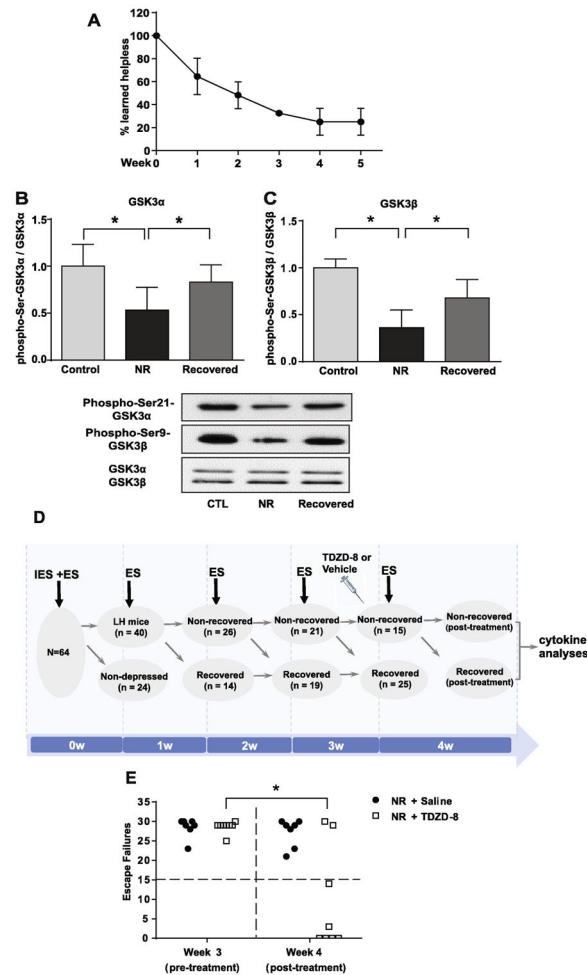 A
% learned helpless
120
100
80
60
40
20
0
Week
0 1 2 3 4 5
B
GSK3α
phospho-Ser-GSK3α / GSK3α
1.5
1.0
0.5
0.0
Control NR Recovered
*
*
C
GSK3β
phospho-Ser-GSK3β / GSK3β
1.5
1.0
0.5
0.0
Control NR Recovered
*
*
Phospho-Ser21-
GSK3α
Phospho-Ser9-
GSK3β
GSK3α
GSK3β
CTL NR Recovered
D
TDZD-8 or
Vehicle
IES +ES ES ES ES ES
N=64
LH mice
(n = 40)
Non-recovered
(n = 26)
Non-recovered
(n = 21)
Non-recovered
(n = 15)
Non-recovered
(post-treatment)
Non-depressed
(n = 24)
Recovered
(n = 14)
Recovered
(n = 19)
Recovered
(n = 25)
Recovered
(post-treatment)
cytokine
analyses
0w 1w 2w 3w 4w
E
*
● NR + Saline
□ NR + TDZD-8
Escape Failures
35
30
25
20
15
10
5
0
Week 3
(pre-treatment)
Week 4
(post-treatment)